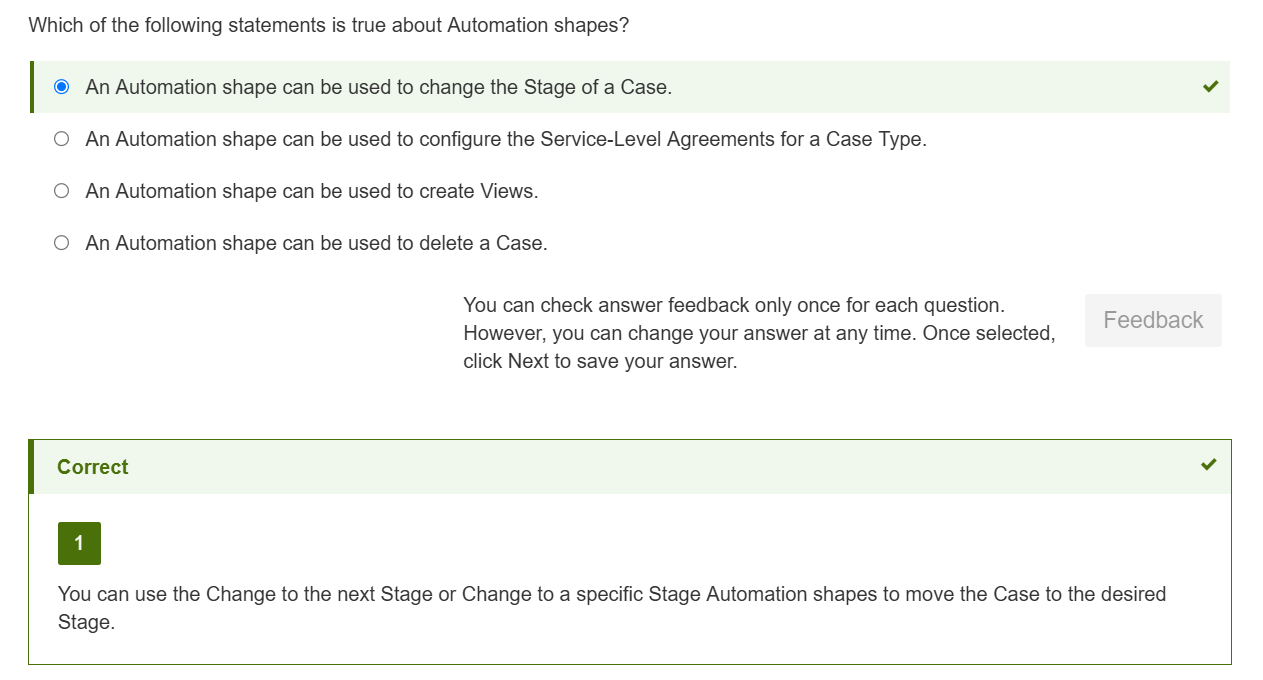 Which of the following statements is true about Automation shapes?
An Automation shape can be used to change the Stage of a Case.
An Automation shape can be used to configure the Service-Level Agreements for a Case Type.
An Automation shape can be used to create Views.
An Automation shape can be used to delete a Case.
You can check answer feedback only once for each question.
However, you can change your answer at any time. Once selected,
click Next to save your answer.
Feedback
Correct
1
You can use the Change to the next Stage or Change to a specific Stage Automation shapes to move the Case to the desired
Stage.